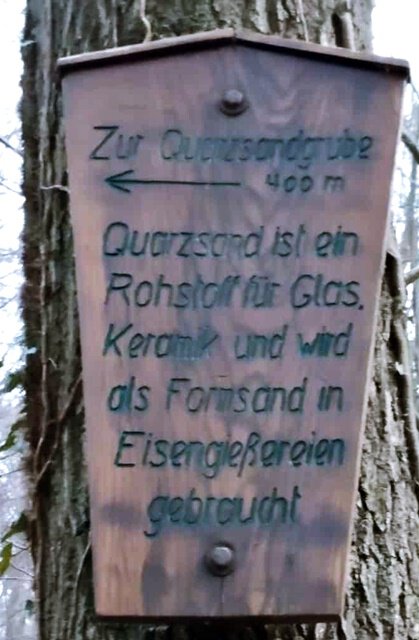 Zur Quarzsandgrube
← 400 m
Quarzsand ist ein
Rohstoff für Glas,
Keramik und wird
als Formsand in
Eisengießereien
gebraucht